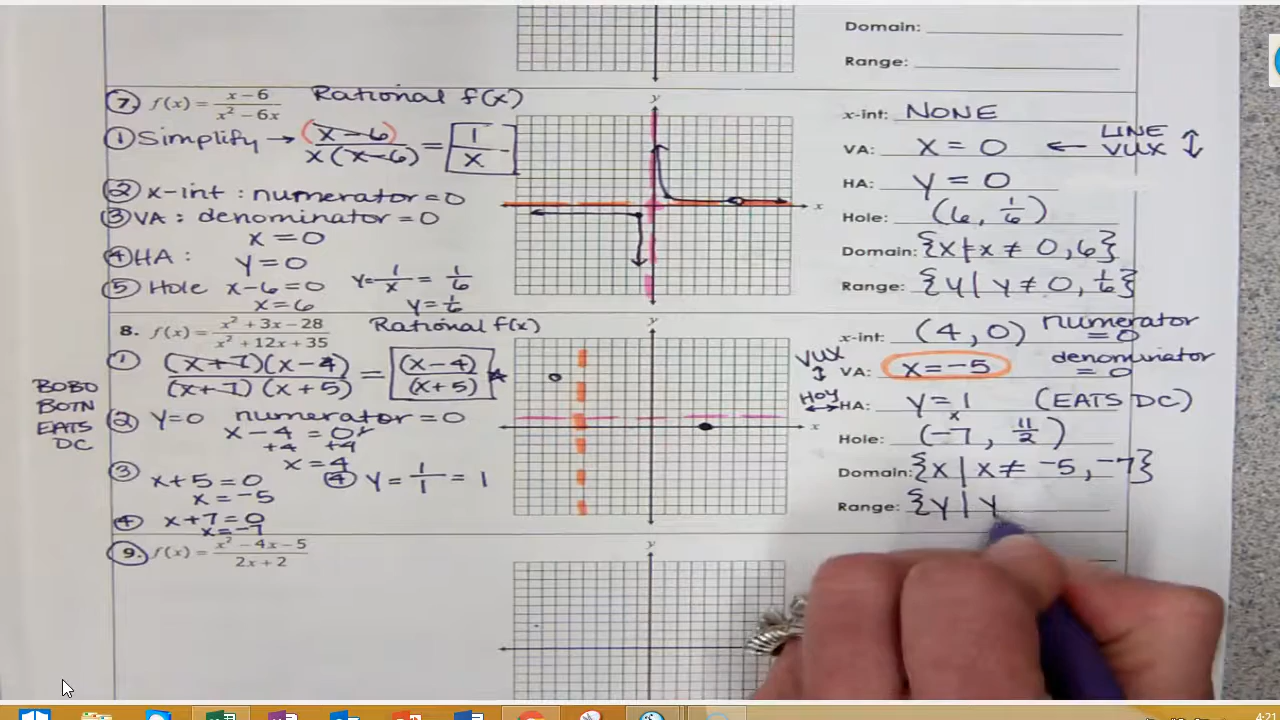 Domain:
Range:
7. f(x) = x − 6 / x² − 6x Rational f(x)
① Simplify → (x − 6) / x(x − 6) = 1 / x
② x-int : numerator = 0
③ VA : denominator = 0
x = 0
④ HA : y = 0
⑤ Hole x − 6 = 0 y = 1/x = 1/6
x = 6 y = 1/6
y
x
x-int: NONE
VA: x = 0 ← LINE VUX ↕
HA: y = 0
Hole: (6, 1/6)
Domain: {x | x ≠ 0, 6}
Range: {y | y ≠ 0, 1/6}
8. f(x) = x² + 3x − 28 / x² + 12x + 35 Rational f(x)
① (x+7)(x−4) / (x+7)(x+5) = (x−4) / (x+5)
BOBO
BOTN
EATS
DC
② y=0 numerator = 0
x − 4 = 0
+4 +4
x = 4
③ x + 5 = 0 ④ y = 1/1 = 1
x = −5
④ x + 7 = 0
x = −7
y
x
x-int: (4, 0) numerator = 0
VUX ↕ VA: x = −5 denominator = 0
HOY ↔ HA: y = 1 (EATS DC)
x
Hole: (−7, 11/2)
Domain: {x | x ≠ −5, −7}
Range: {y | y
9. f(x) = x² − 4x − 5 / 2x + 2
y
4:21